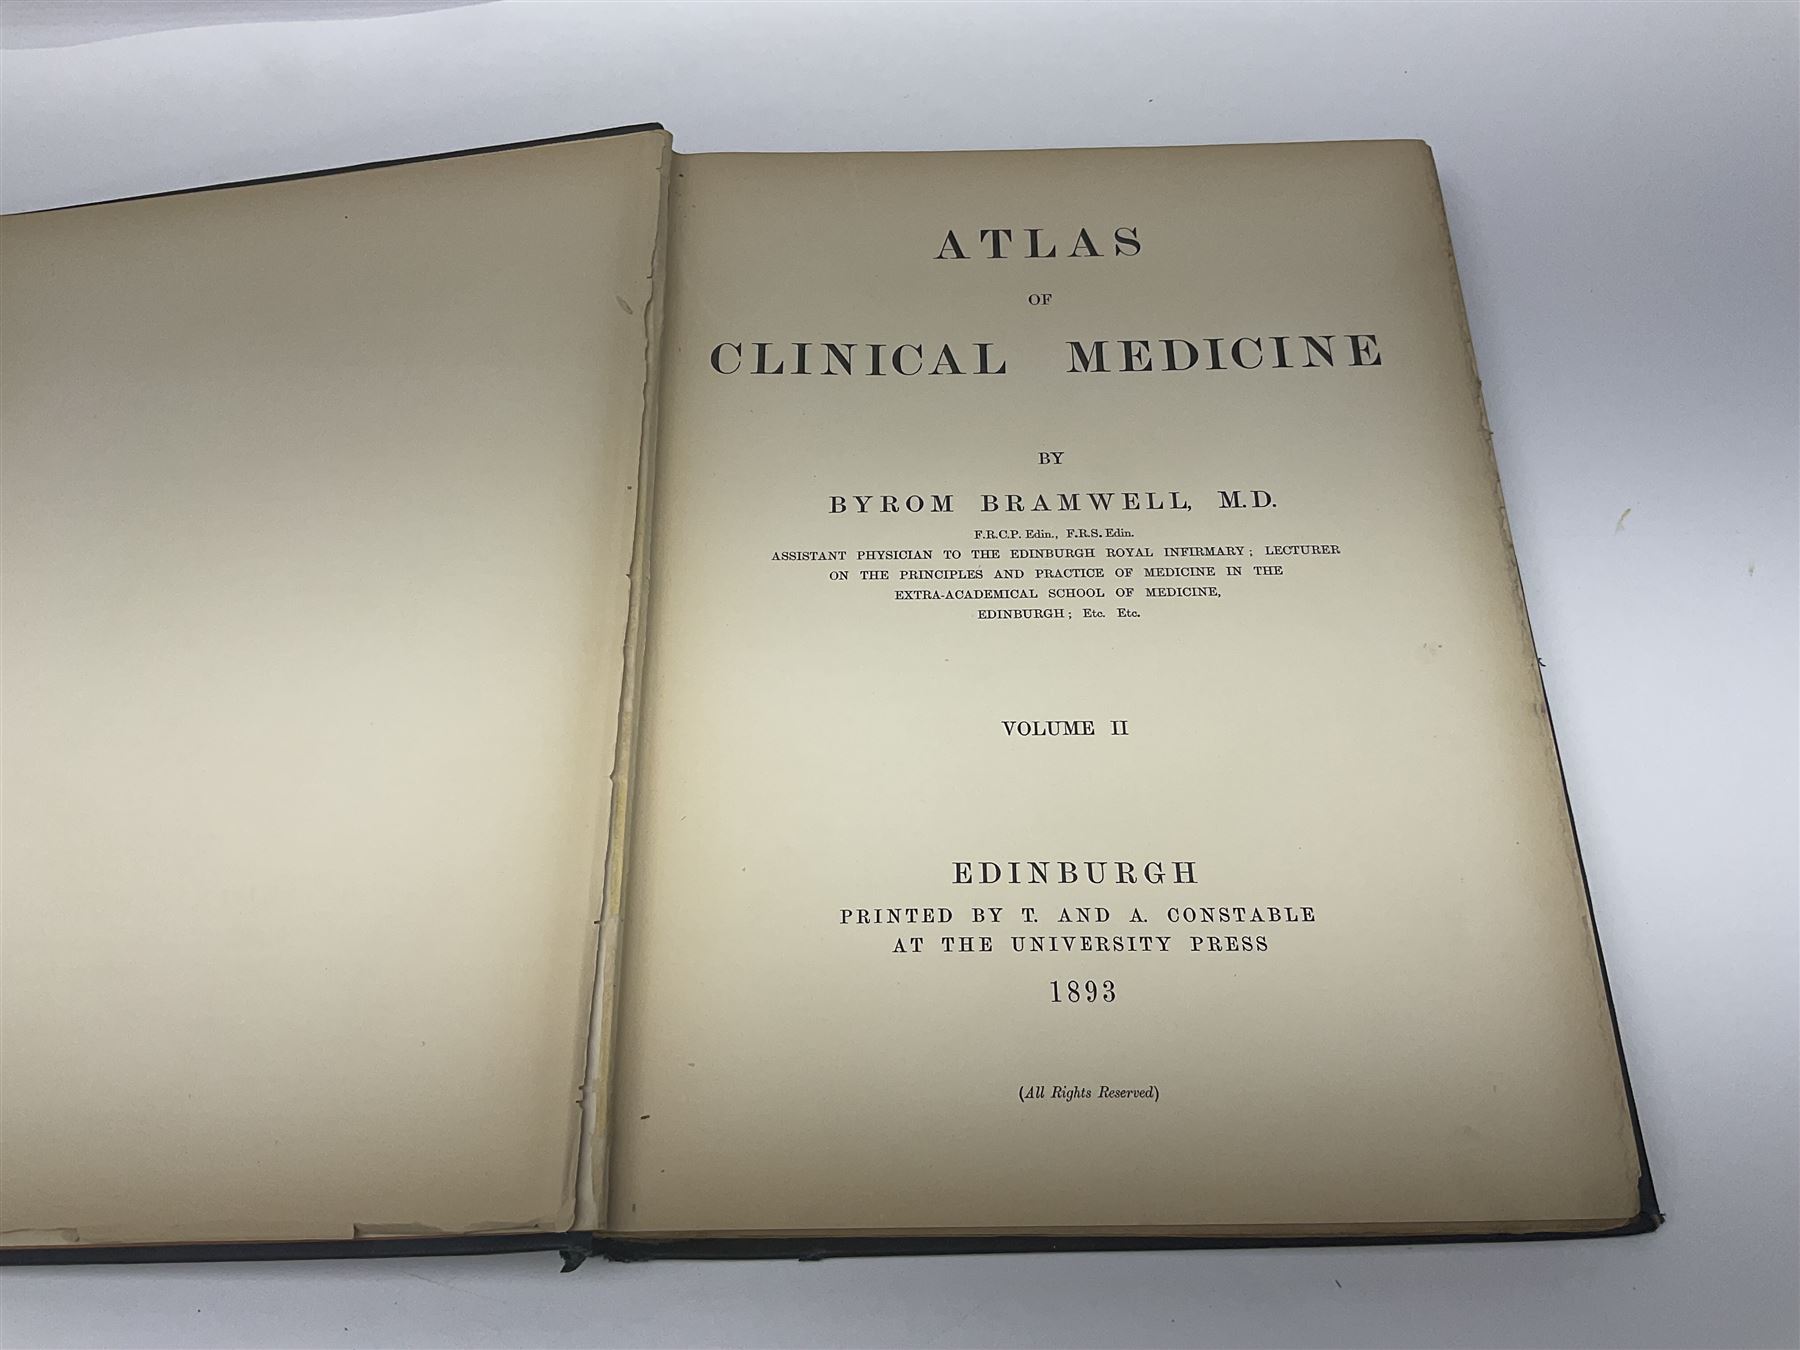 ATLAS
OF
CLINICAL MEDICINE
BY
BYROM BRAMWELL, M.D.
F.R.C.P. Edin., F.R.S. Edin.
ASSISTANT PHYSICIAN TO THE EDINBURGH ROYAL INFIRMARY; LECTURER
ON THE PRINCIPLES AND PRACTICE OF MEDICINE IN THE
EXTRA-ACADEMICAL SCHOOL OF MEDICINE,
EDINBURGH; Etc. Etc.
VOLUME II
EDINBURGH
PRINTED BY T. AND A. CONSTABLE
AT THE UNIVERSITY PRESS
1893
(All Rights Reserved)